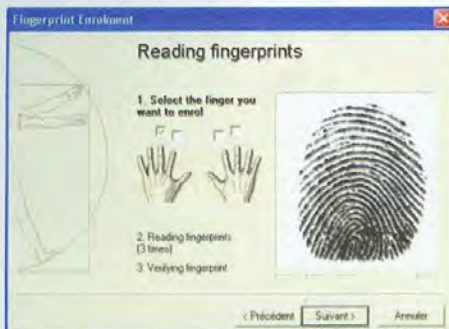 Fingerprint Enrolment
Reading fingerprints
1. Select the finger you
want to enrol
2. Reading fingerprints
(3 times)
3. Verifying fingerprint
< Précédent
Suivant >
Annuler